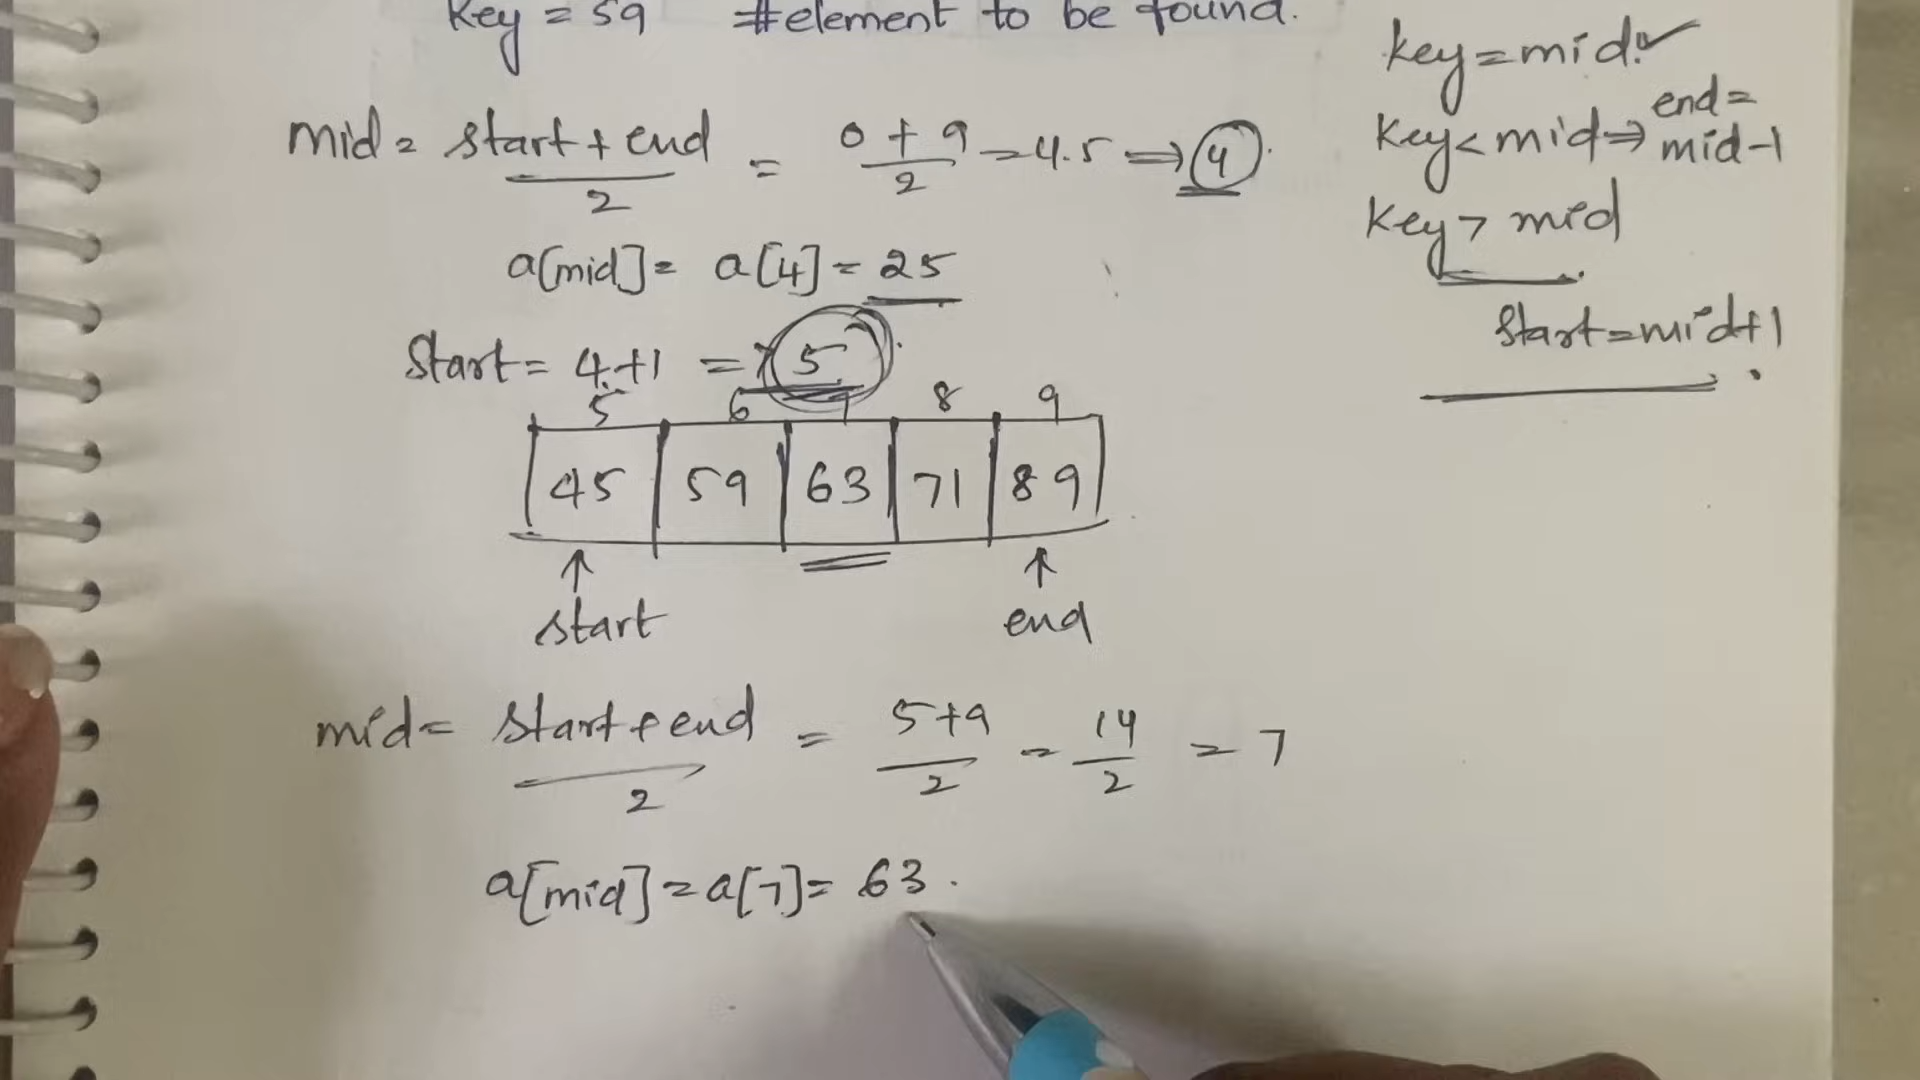 Key = 59 #element to be found.
mid = start + end / 2 = 0 + 9 / 2 = 4.5 ⇒ 4
a[mid] = a[4] = 25
Start = 4+1 = 5
5 6 7 8 9
45 59 63 71 89
↑ ↑
start end
mid = start + end / 2 = 5+9 / 2 = 14 / 2 = 7
a[mid] = a[7] = 63.
key = mid ✓
key < mid ⇒ end = mid-1
key > mid
start = mid+1